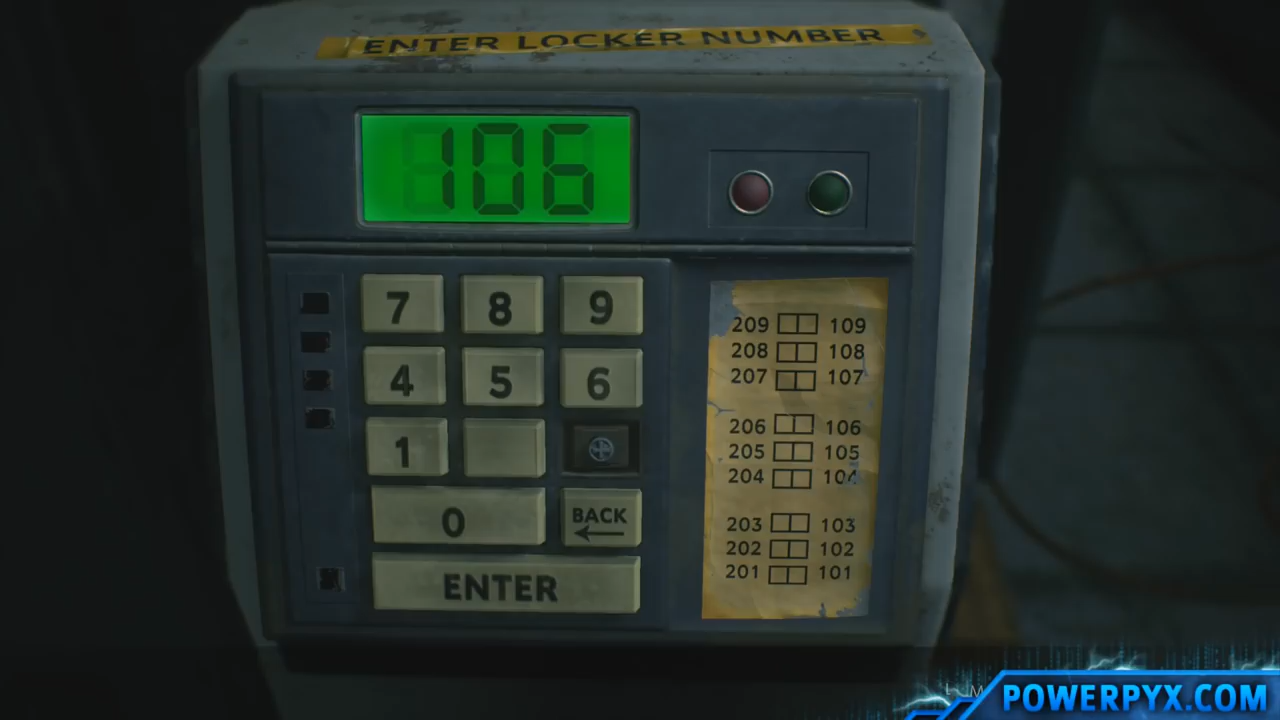 ENTER LOCKER NUMBER
106
7 8 9
4 5 6
1
0 BACK
ENTER
209 109
208 108
207 107
206 106
205 105
204 104
203 103
202 102
201 101
POWERPYX.COM